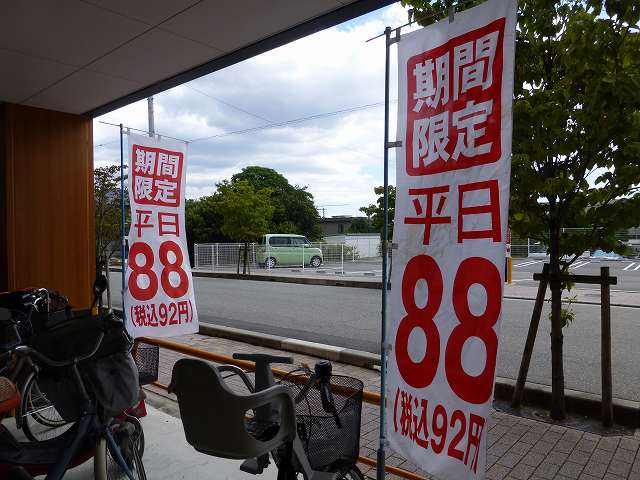 期間
限定
平日
88
(税込92円)
期間
限定
平日
88
(税込92円